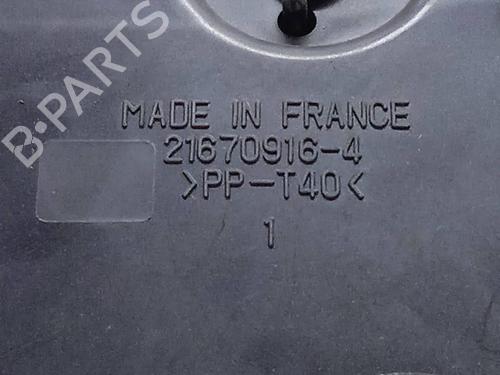 B-PARTS
MADE IN FRANCE
21670916-4
>PP-T40<
1